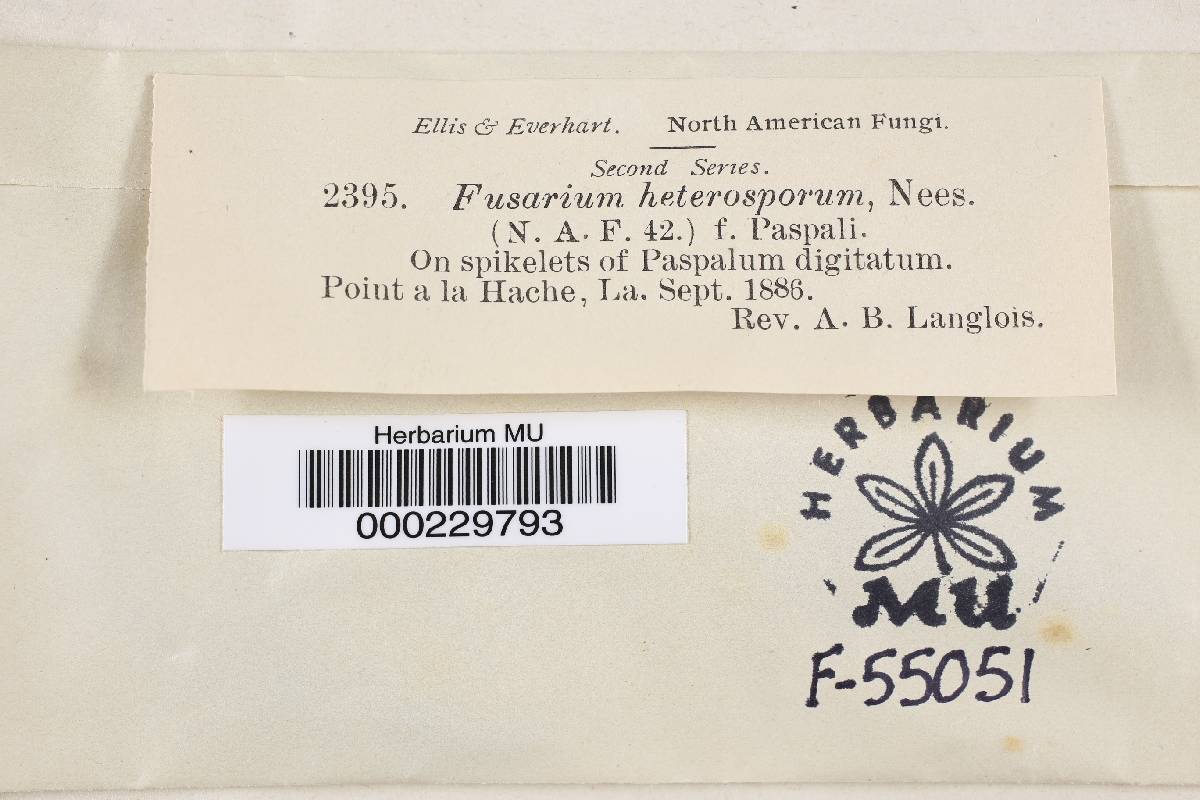 Ellis & Everhart. North American Fungi.
Second Series.
2395. Fusarium heterosporum, Nees.
(N. A. F. 42.) f. Paspali.
On spikelets of Paspalum digitatum.
Point a la Hache, La. Sept. 1886.
Rev. A. B. Langlois.
Herbarium MU
000229793
HERBARIUM
MU
F-55051